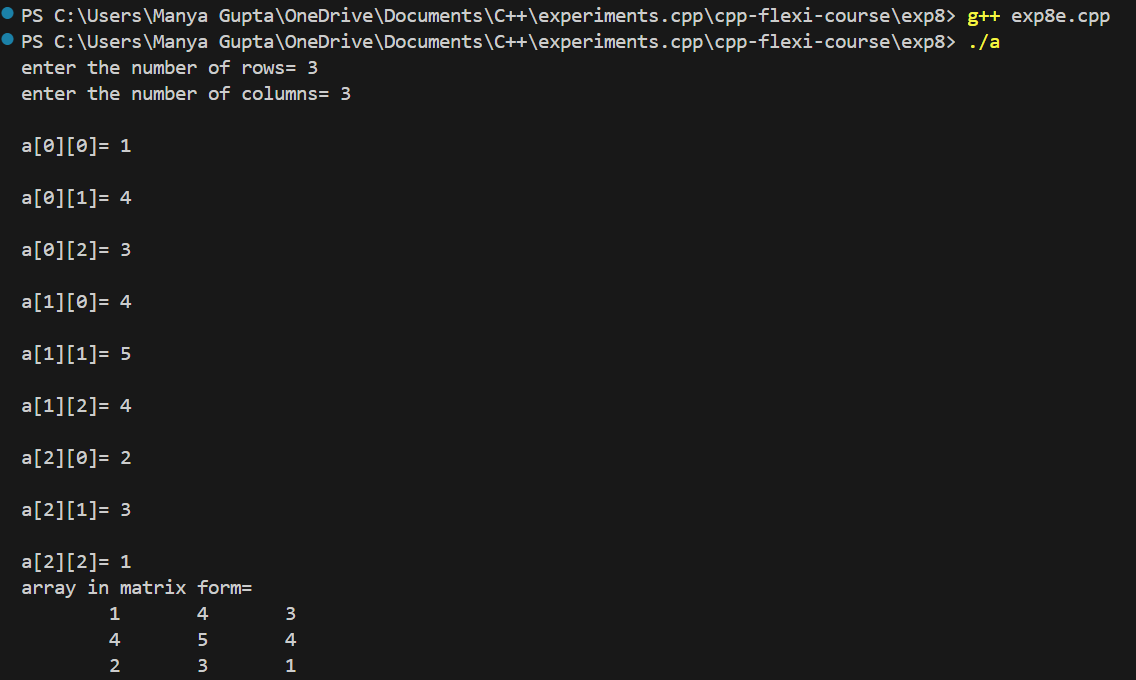 PS C:\Users\Manya Gupta\OneDrive\Documents\C++\experiments.cpp\cpp-flexi-course\exp8> g++ exp8e.cpp
PS C:\Users\Manya Gupta\OneDrive\Documents\C++\experiments.cpp\cpp-flexi-course\exp8> ./a
enter the number of rows= 3
enter the number of columns= 3
a[0][0]= 1
a[0][1]= 4
a[0][2]= 3
a[1][0]= 4
a[1][1]= 5
a[1][2]= 4
a[2][0]= 2
a[2][1]= 3
a[2][2]= 1
array in matrix form=
1 4 3
4 5 4
2 3 1